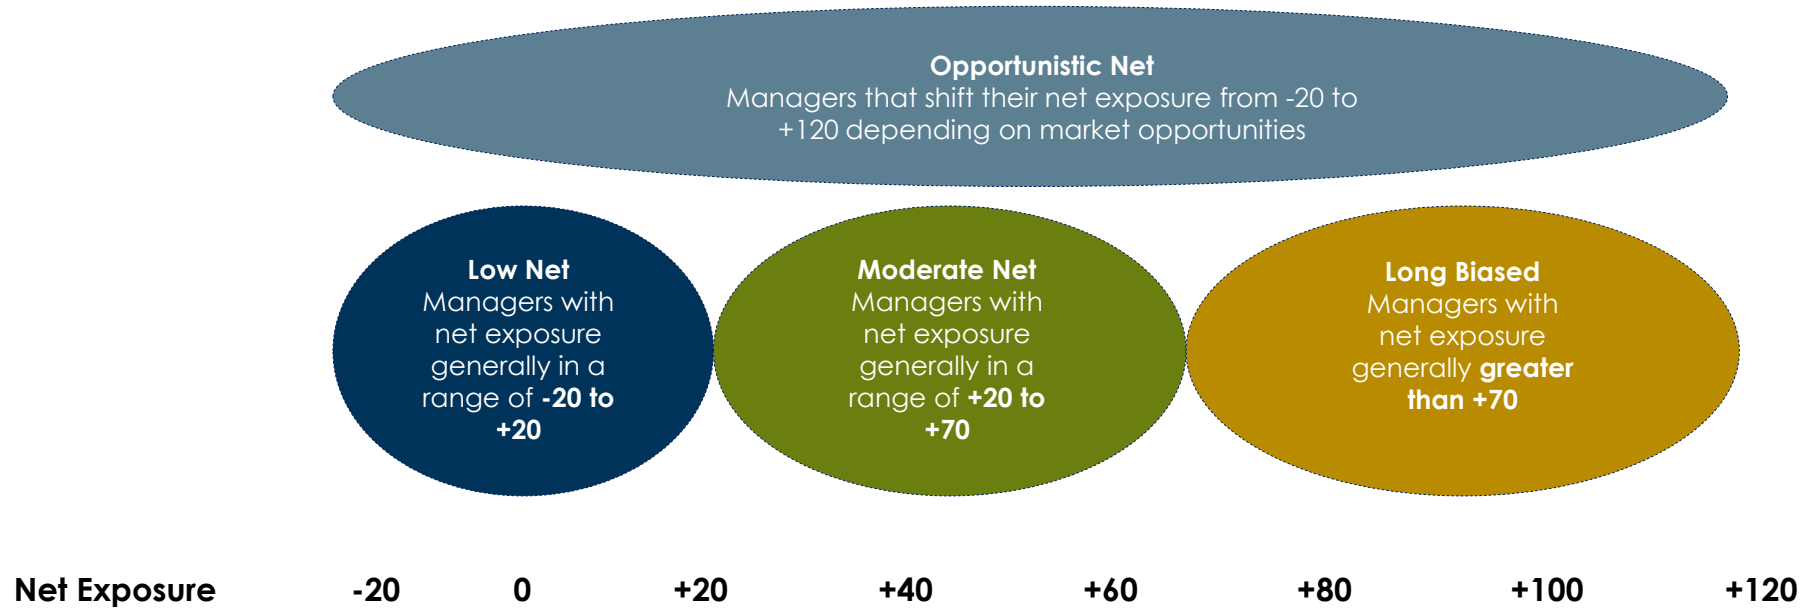 Opportunistic Net
Managers that shift their net exposure from -20 to
+120 depending on market opportunities
Low Net
Managers with
net exposure
generally in a
range of -20 to
+20
Moderate Net
Managers with
net exposure
generally in a
range of +20 to
+70
Long Biased
Managers with
net exposure
generally greater
than +70
Net Exposure -20 0 +20 +40 +60 +80 +100 +120